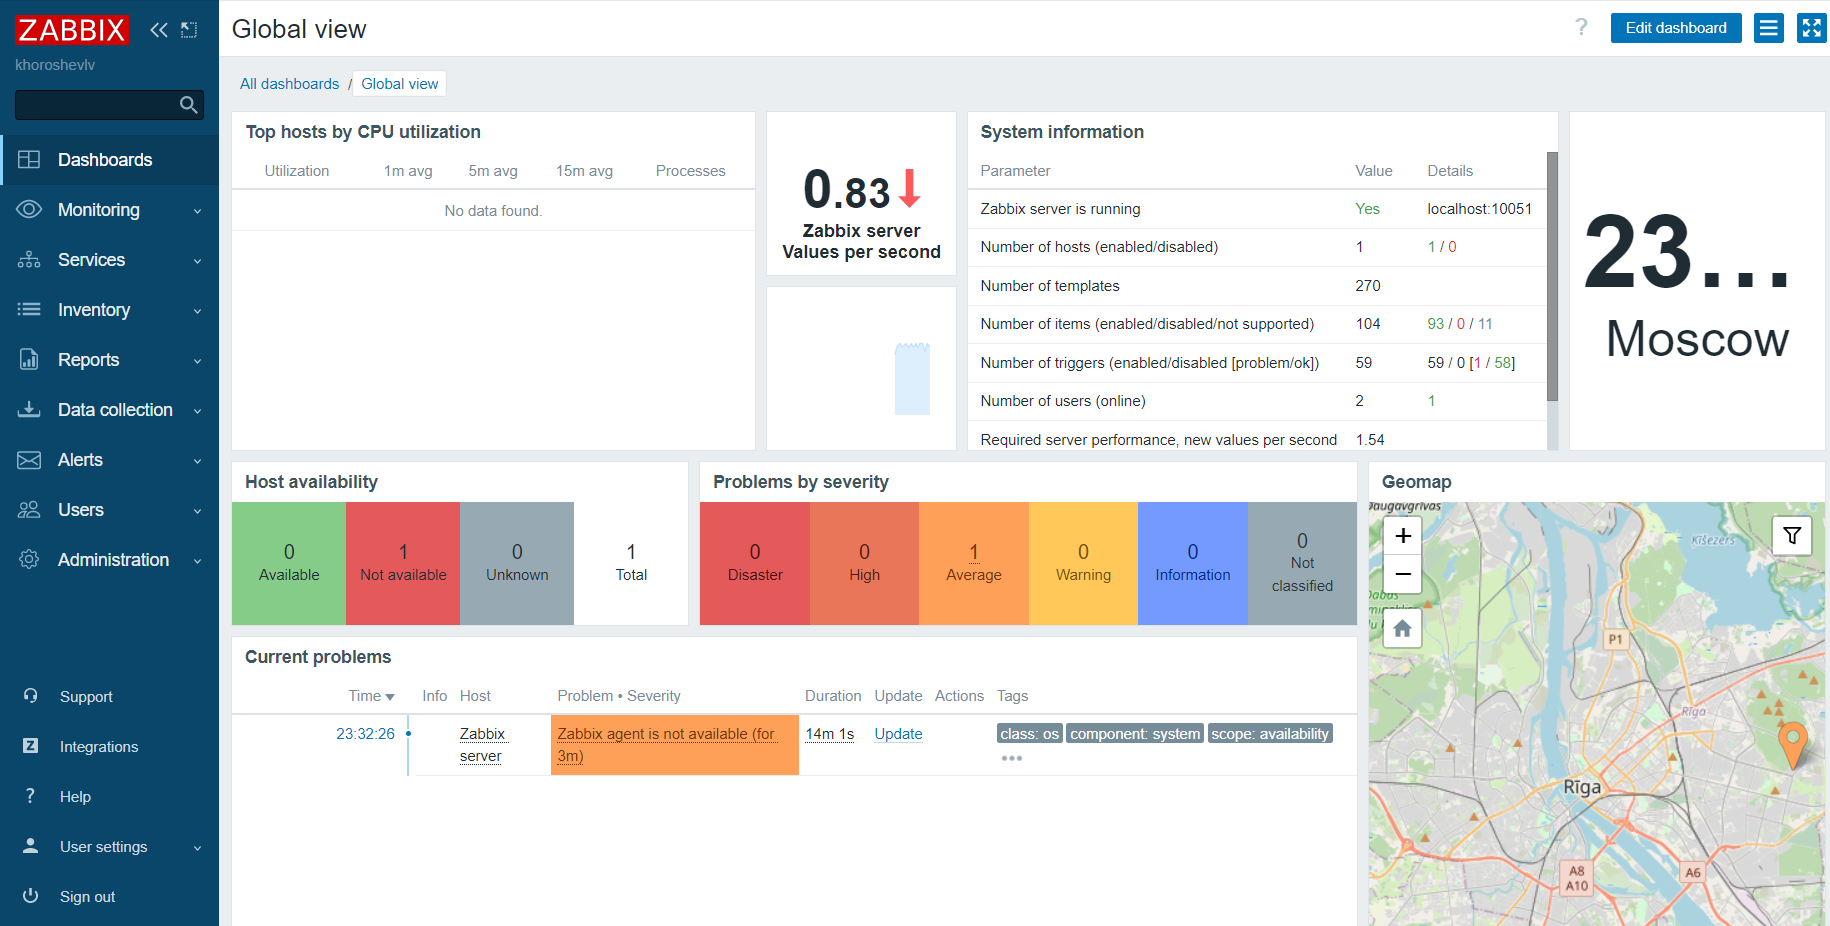 ZABBIX
khoroshevlv
Dashboards
Monitoring
Services
Inventory
Reports
Data collection
Alerts
Users
Administration
Support
Integrations
Help
User settings
Sign out
Global view
?
Edit dashboard
All dashboards / Global view
Top hosts by CPU utilization
Utilization 1m avg 5m avg 15m avg Processes
No data found.
0.83
Zabbix server
Values per second
System information
Parameter Value Details
Zabbix server is running Yes localhost:10051
Number of hosts (enabled/disabled) 1 1 / 0
Number of templates 270
Number of items (enabled/disabled/not supported) 104 93 / 0 / 11
Number of triggers (enabled/disabled [problem/ok]) 59 59 / 0 [1 / 58]
Number of users (online) 2 1
Required server performance, new values per second 1.54
23...
Moscow
Host availability
0 1 0 1
Available Not available Unknown Total
Problems by severity
0 0 1 0 0 0
Disaster High Average Warning Information Not
classified
Geomap
Daugavgrīvas
+
−
Ķīšezers
Dabas
P1
Rīga
Rīga
A8
A10
A6
Current problems
Time Info Host Problem • Severity Duration Update Actions Tags
23:32:26 Zabbix Zabbix agent is not available (for 14m 1s Update class: os component: system scope: availability
server 3m) •••